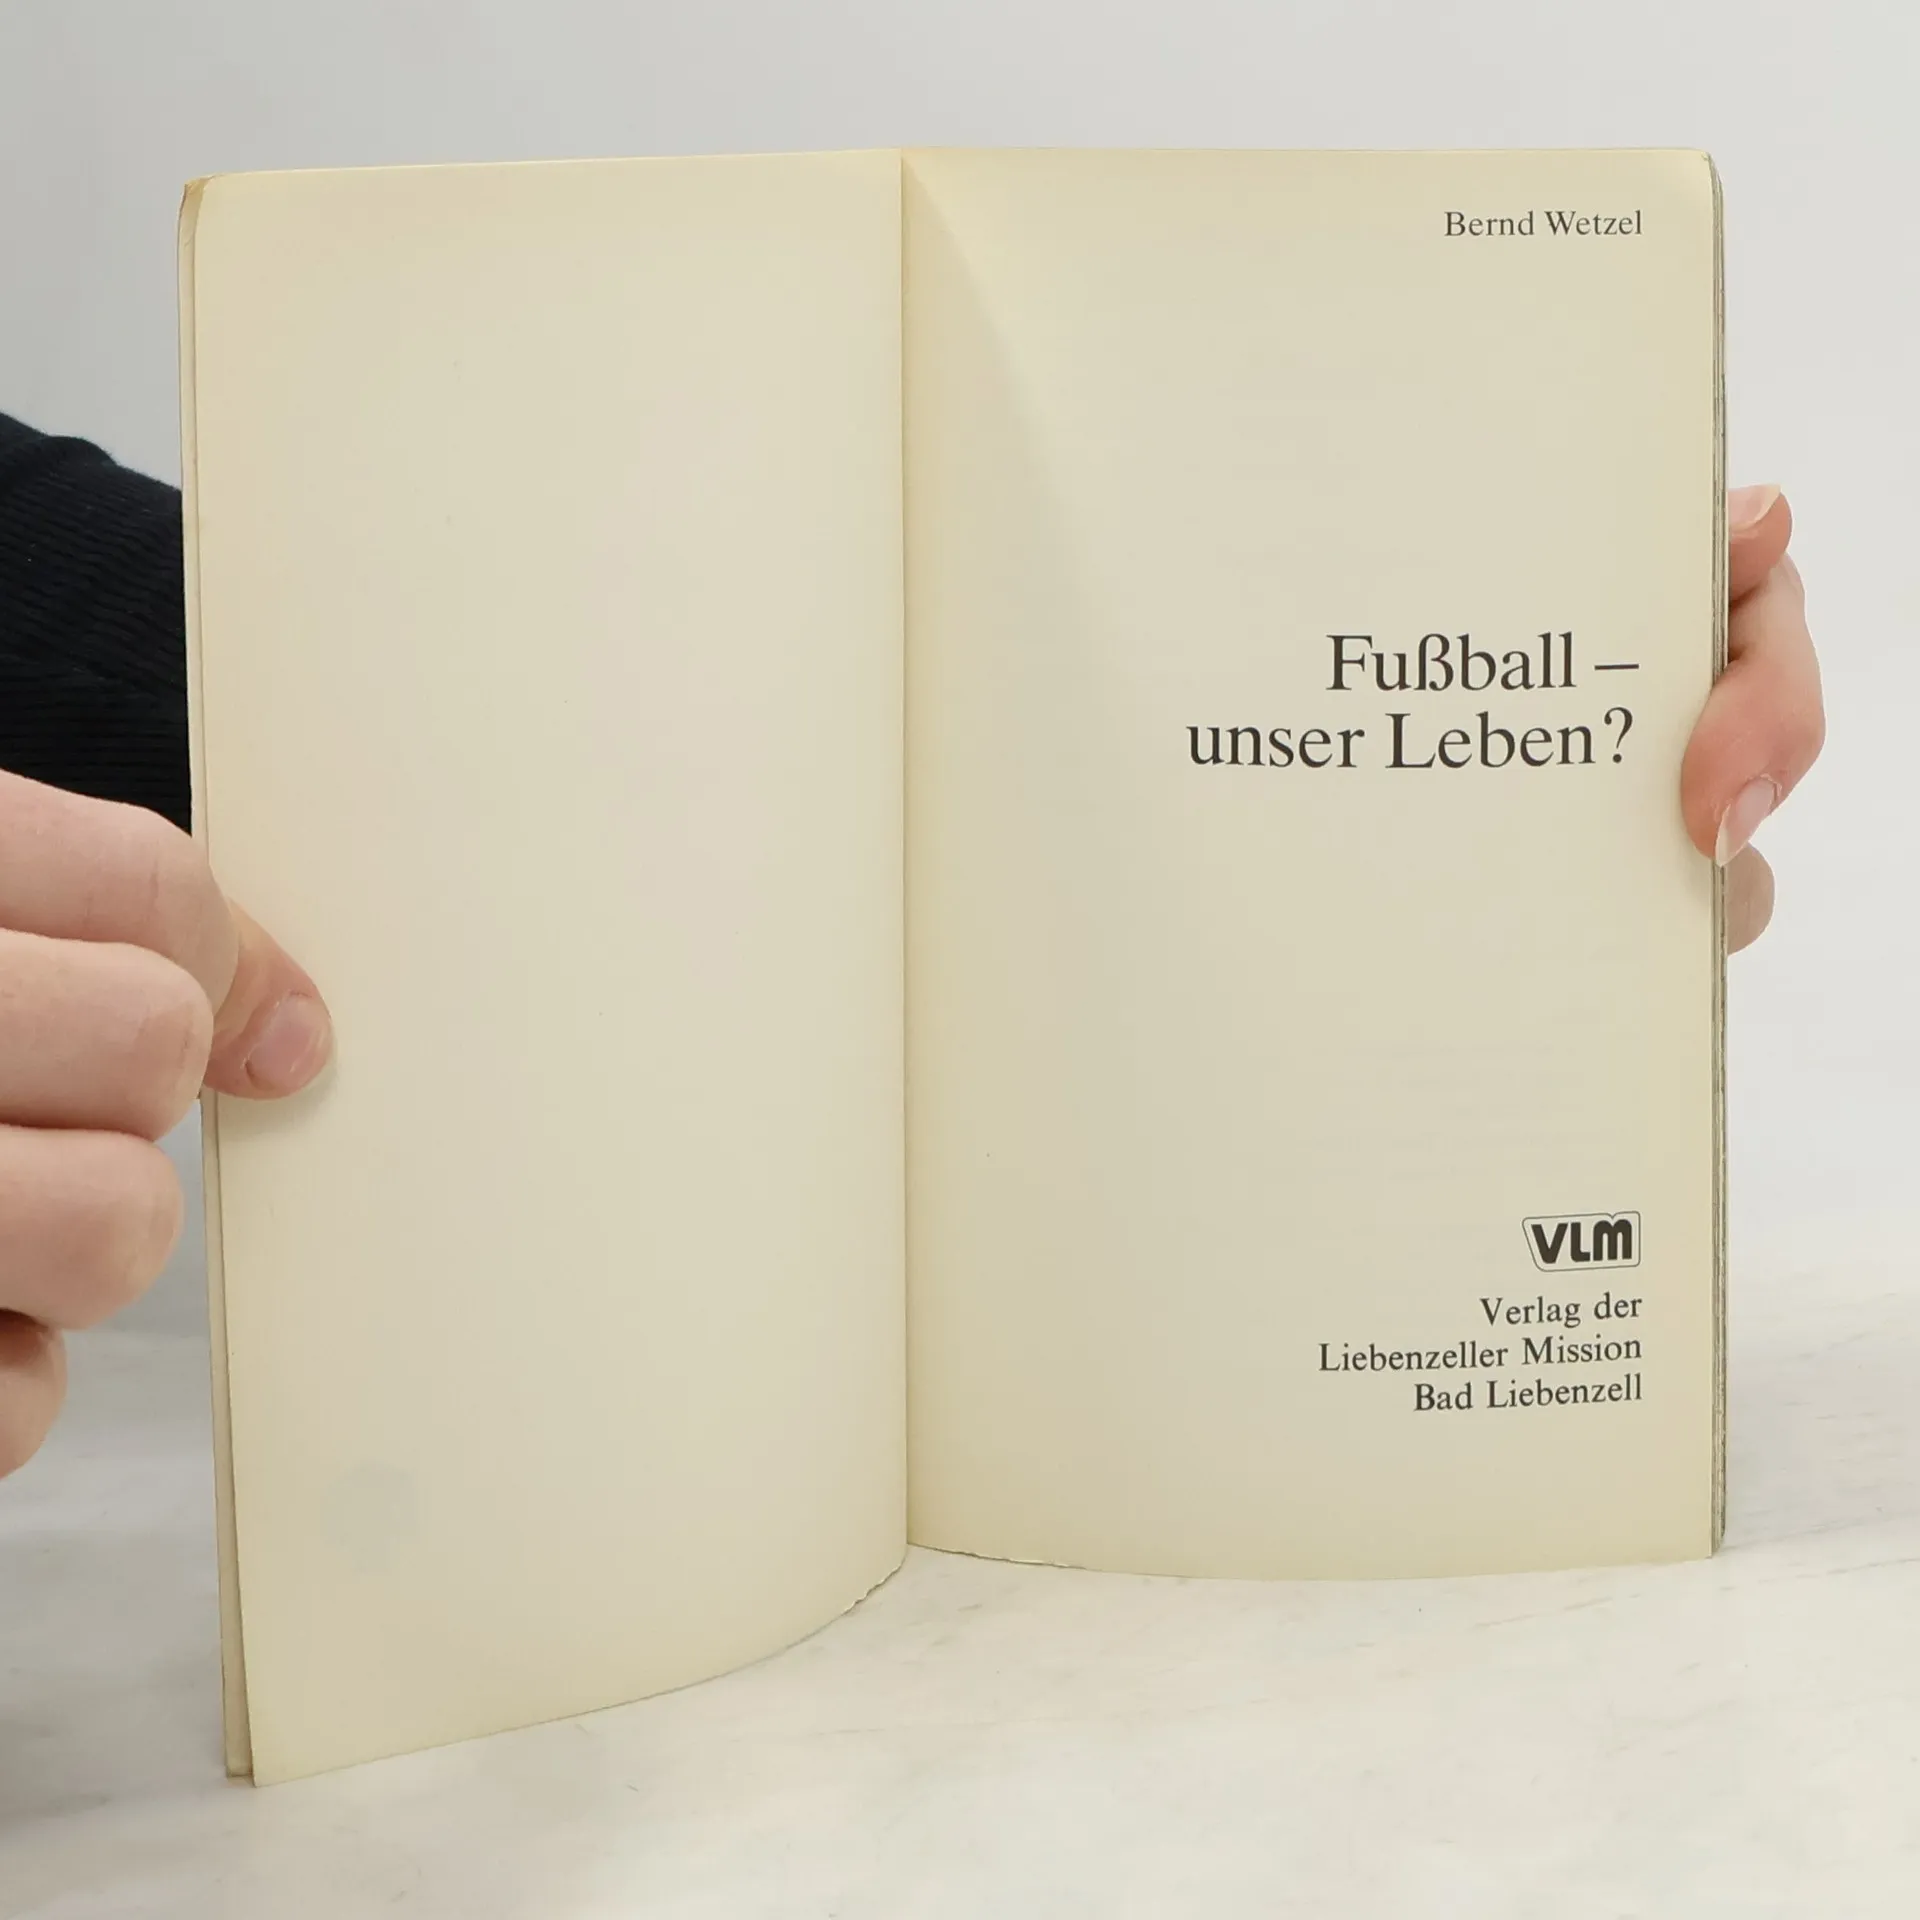 Bernd Wetzel
Fußball –
unser Leben?
VLM
Verlag der
Liebenzeller Mission
Bad Liebenzell